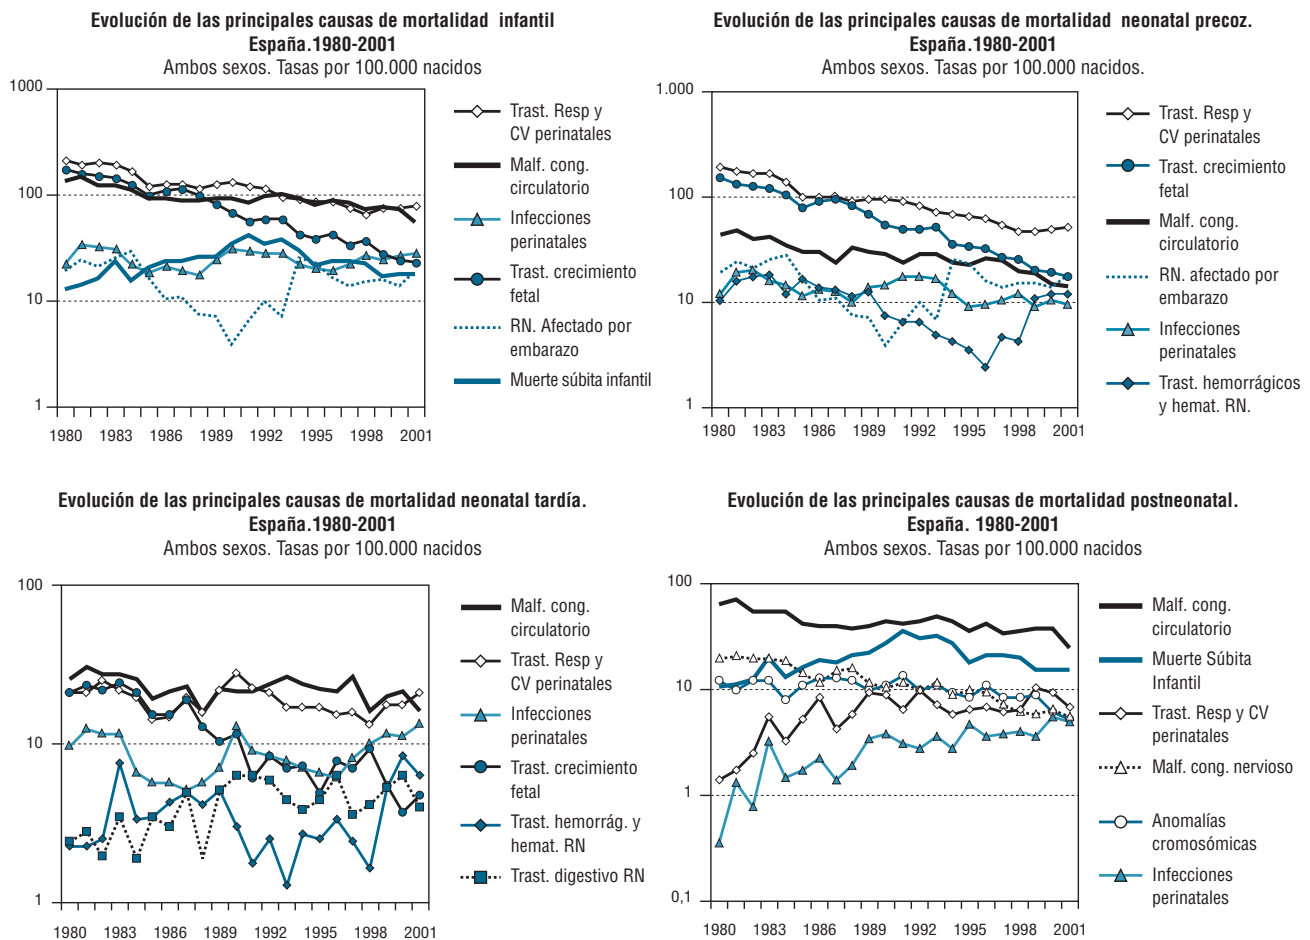 Evolución de las principales causas de mortalidad infantil
España.1980-2001
Ambos sexos. Tasas por 100.000 nacidos
1000
100
10
1
1980 1983 1986 1989 1992 1995 1998 2001
Trast. Resp y
CV perinatales
Malf. cong.
circulatorio
Infecciones
perinatales
Trast. crecimiento
fetal
RN. Afectado por
embarazo
Muerte súbita infantil
Evolución de las principales causas de mortalidad neonatal precoz.
España.1980-2001
Ambos sexos. Tasas por 100.000 nacidos.
1.000
100
10
1
1980 1983 1986 1989 1992 1995 1998 2001
Trast. Resp y
CV perinatales
Trast. crecimiento
fetal
Malf. cong.
circulatorio
RN. afectado por
embarazo
Infecciones
perinatales
Trast. hemorrágicos
y hemat. RN.
Evolución de las principales causas de mortalidad neonatal tardía.
España.1980-2001
Ambos sexos. Tasas por 100.000 nacidos
100
10
1
1980 1983 1986 1989 1992 1995 1998 2001
Malf. cong.
circulatorio
Trast. Resp y
CV perinatales
Infecciones
perinatales
Trast. crecimiento
fetal
Trast. hemorrág. y
hemat. RN
Trast. digestivo RN
Evolución de las principales causas de mortalidad postneonatal.
España. 1980-2001
Ambos sexos. Tasas por 100.000 nacidos
100
10
1
0,1
1980 1983 1986 1989 1992 1995 1998 2001
Malf. cong.
circulatorio
Muerte Súbita
Infantil
Trast. Resp y CV
perinatales
Malf. cong. nervioso
Anomalías
cromosómicas
Infecciones
perinatales